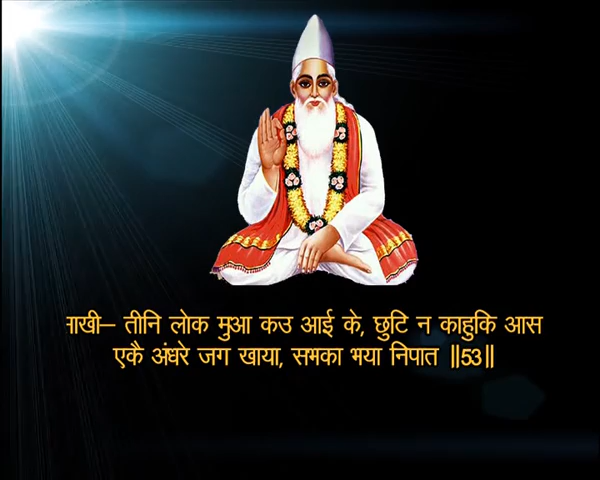 ाखी– तीनि लोक मुआ कउ आई के, छुटि न काहुकि आस
एकै अंधरे जग खाया, सभका भया निपात ॥53॥